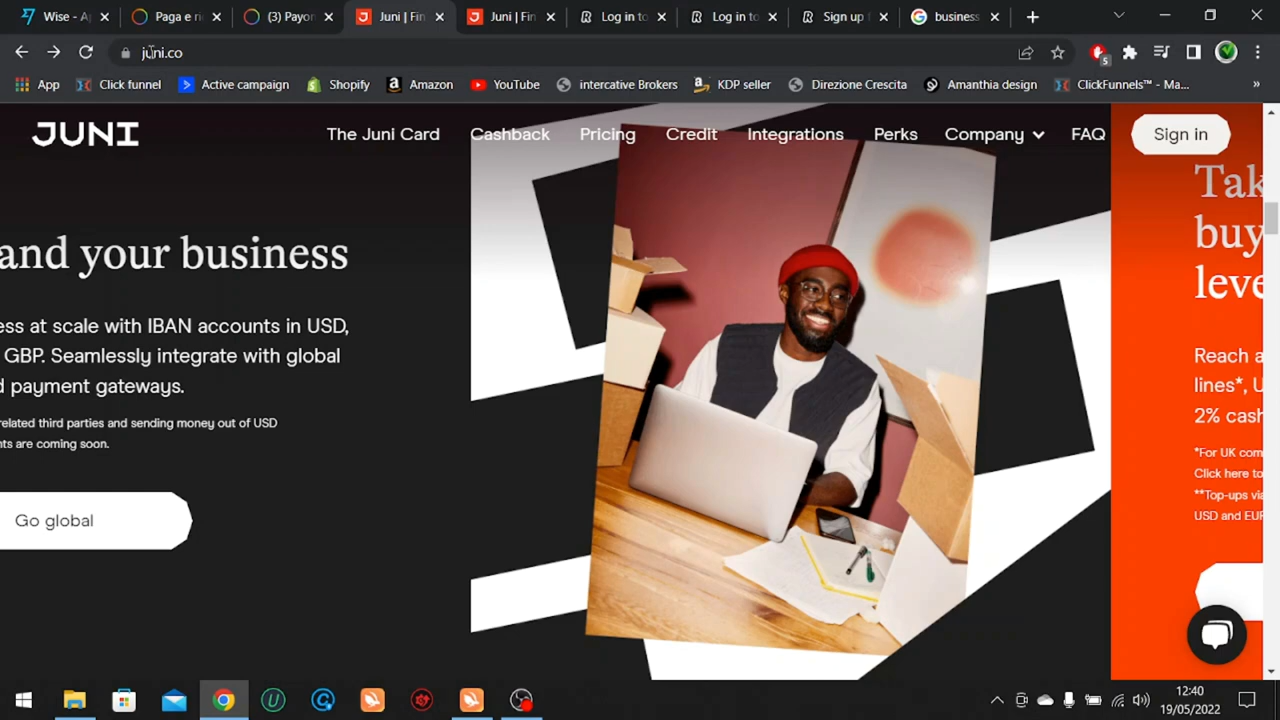 Wise - Ap
Paga e ri
(3) Payon
Juni | Fin
Juni | Fin
Log in to
Log in to
Sign up f
business
juni.co
5
App
Click funnel
Active campaign
Shopify
Amazon
YouTube
intercative Brokers
KDP seller
Direzione Crescita
Amanthia design
ClickFunnels™ - Ma...
»
JUNI
The Juni Card
Cashback
Pricing
Credit
Integrations
Perks
Company
FAQ
Sign in
and your business
ess at scale with IBAN accounts in USD,
GBP. Seamlessly integrate with global
d payment gateways.
related third parties and sending money out of USD
nts are coming soon.
Go global
Tak
buy
leve
Reach a
lines*, U
2% cash
*For UK com
Click here to
**Top-ups via
USD and EUR
12:40
19/05/2022